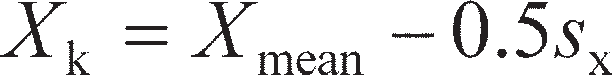 X_k = X_mean − 0.5s_x